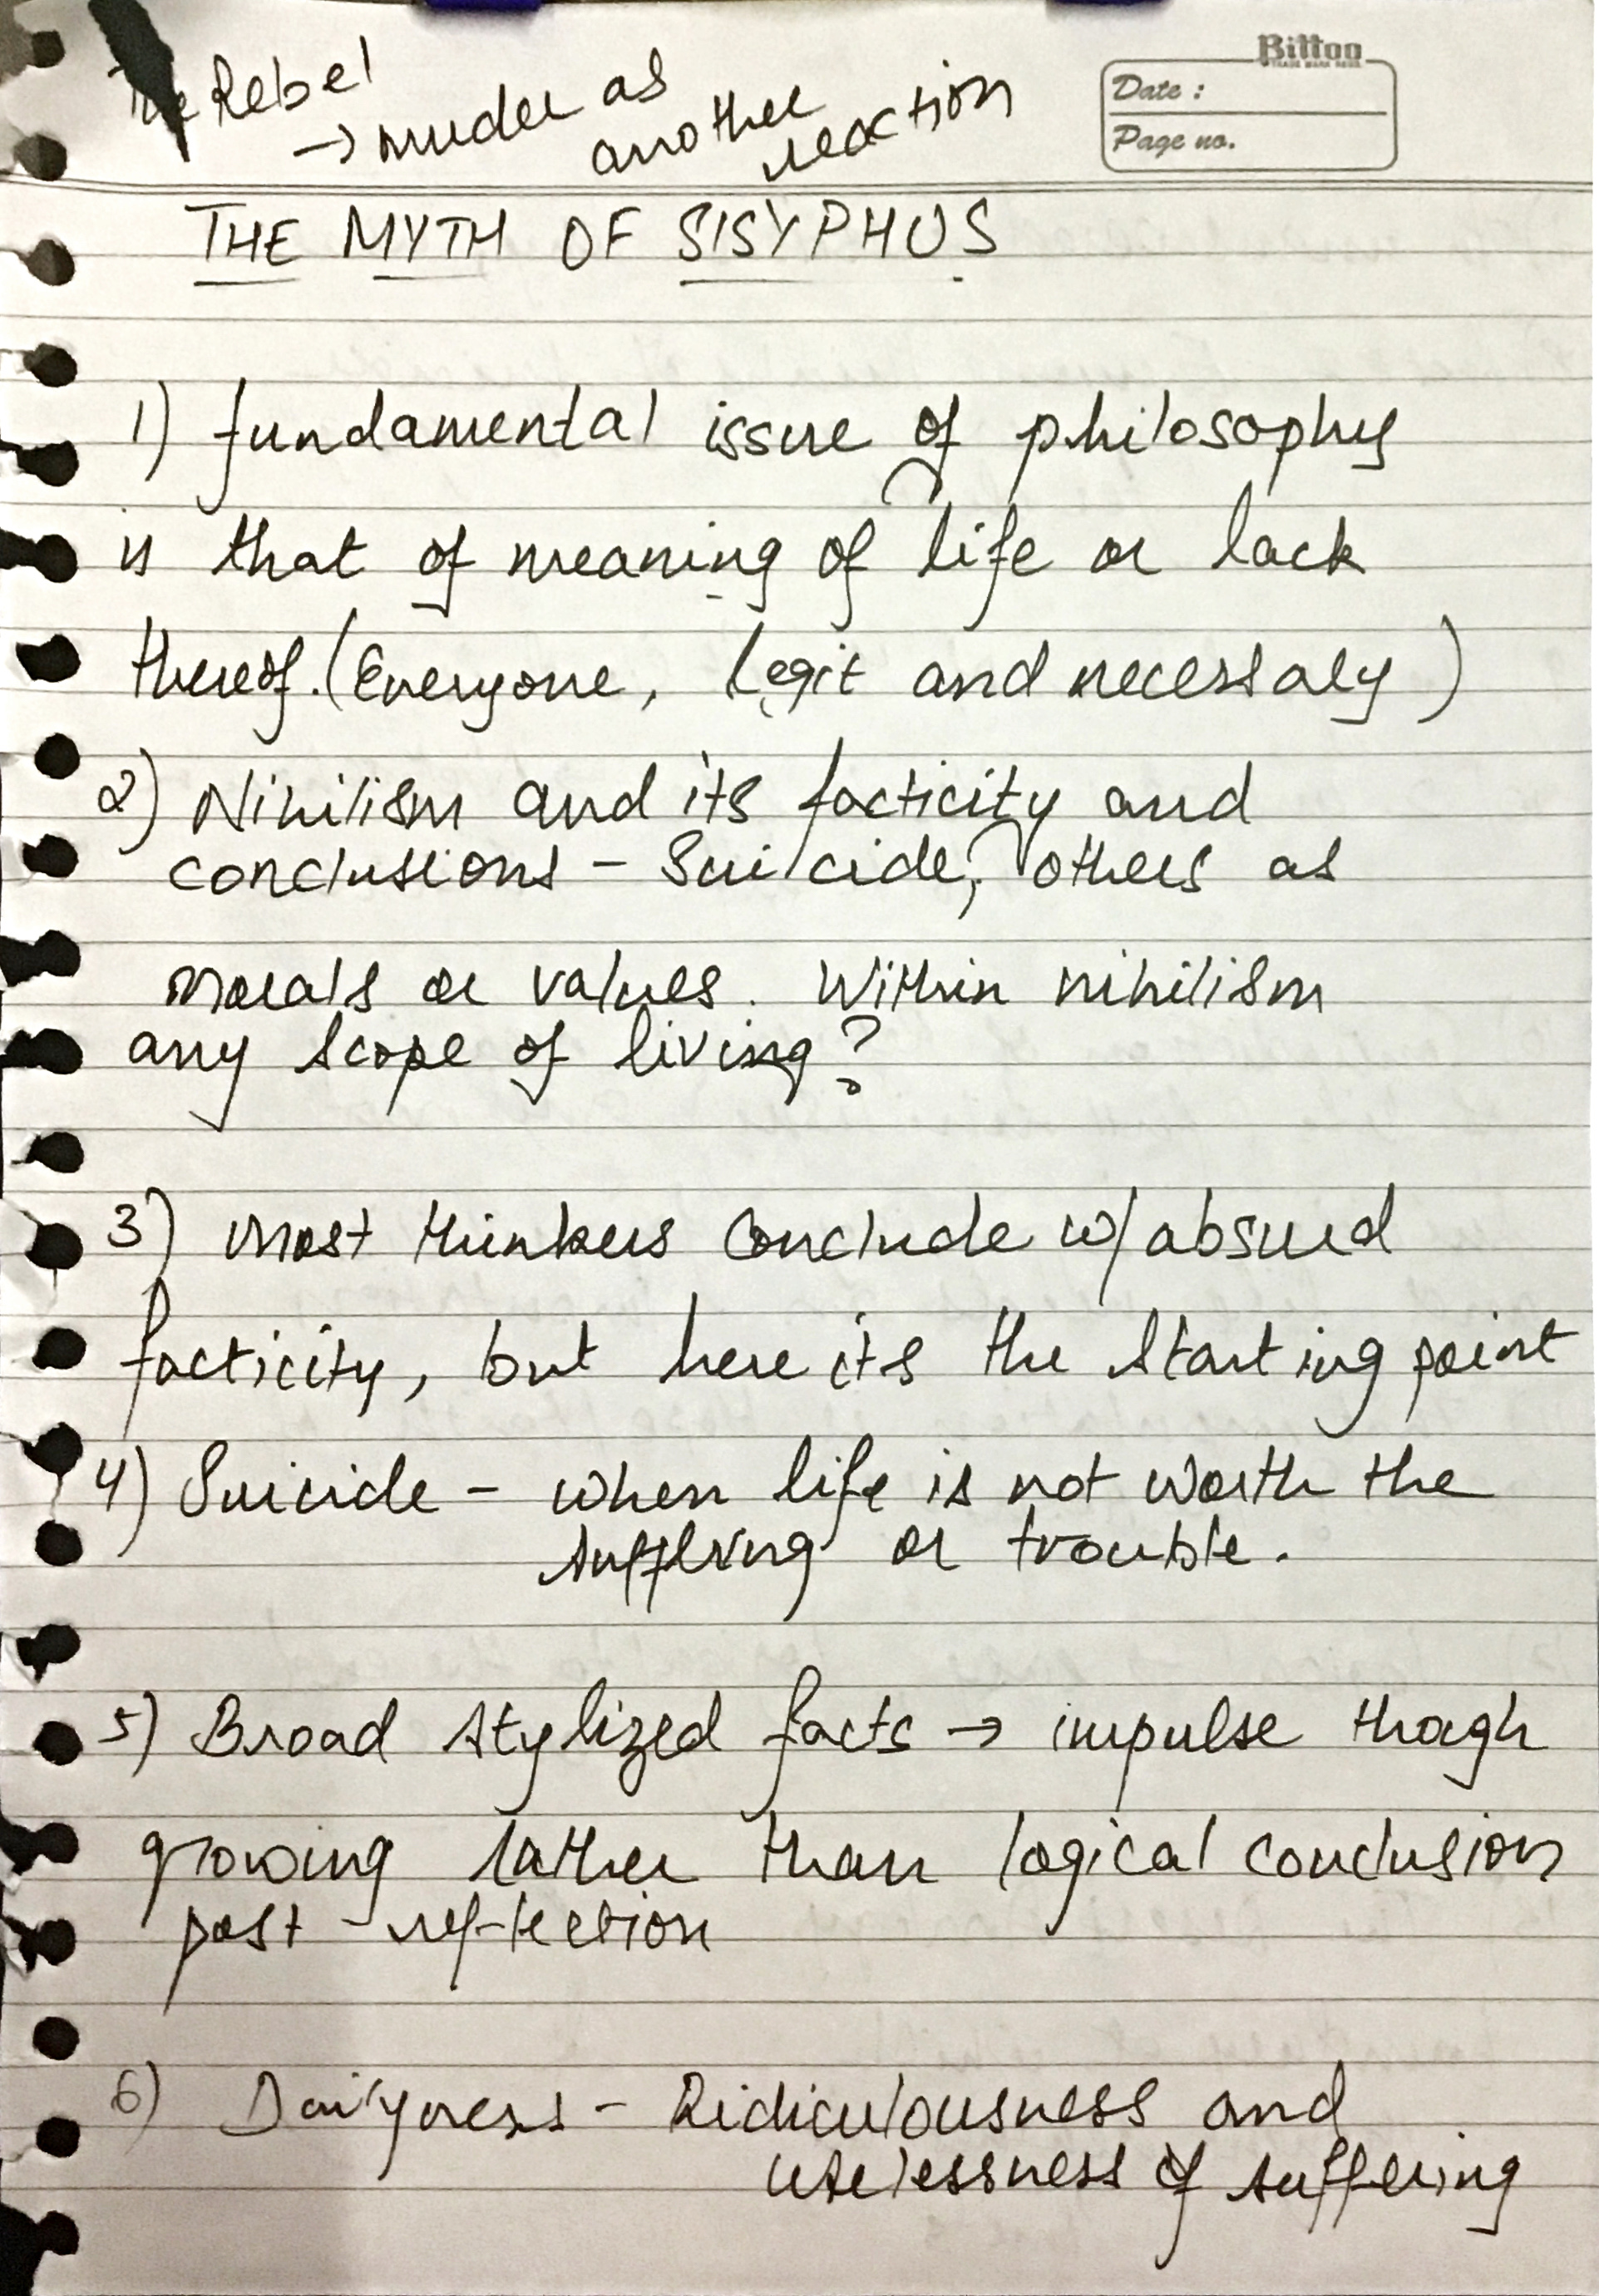 The Rebel
→ murder as
another
reaction
Bittoo
TRADE MARK REGD.
Date :
Page no.
THE MYTH OF SISYPHUS
1) fundamental issue of philosophy
is that of meaning of life or lack
thereof. (Everyone, legit and necessary)
2) Nihilism and its facticity and
conclusions - Suicide, others as
morals or values. Within nihilism
any scope of living?
3) Most thinkers conclude w/ absurd
facticity, but here its the starting point
4) Suicide - when life is not worth the
suffering or trouble.
5) Broad stylized facts → impulse though
growing rather than logical conclusion
post-reflection
6) Dailyness - Ridiculousness and
uselessness of suffering